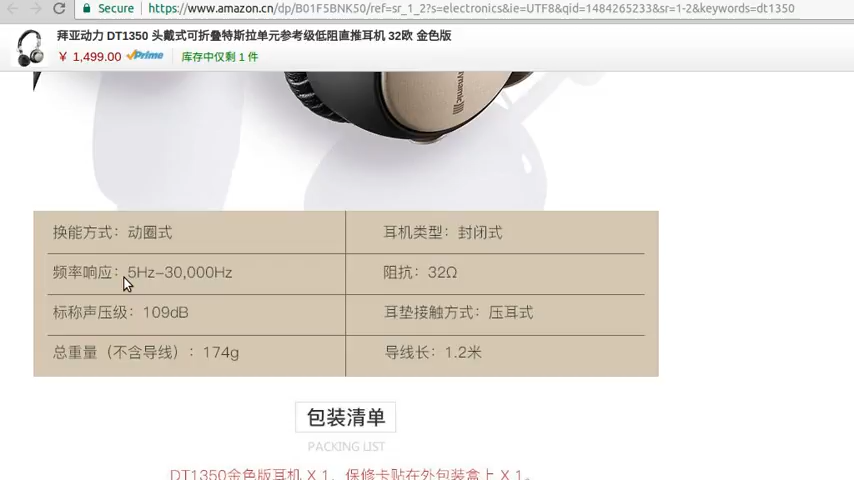 Secure https://www.amazon.cn/dp/B01F5BNK50/ref=sr_1_2?s=electronics&ie=UTF8&qid=1484265233&sr=1-2&keywords=dt1350
拜亚动力 DT1350 头戴式可折叠特斯拉单元参考级低阻直推耳机 32欧 金色版
￥ 1,499.00 Prime 库存中仅剩 1 件
换能方式：动圈式 耳机类型：封闭式
频率响应：5Hz-30,000Hz 阻抗：32Ω
标称声压级：109dB 耳垫接触方式：压耳式
总重量（不含导线）：174g 导线长：1.2米
包装清单
PACKING LIST
DT1350金色版耳机 X 1，保修卡贴在外包装盒上 X 1。